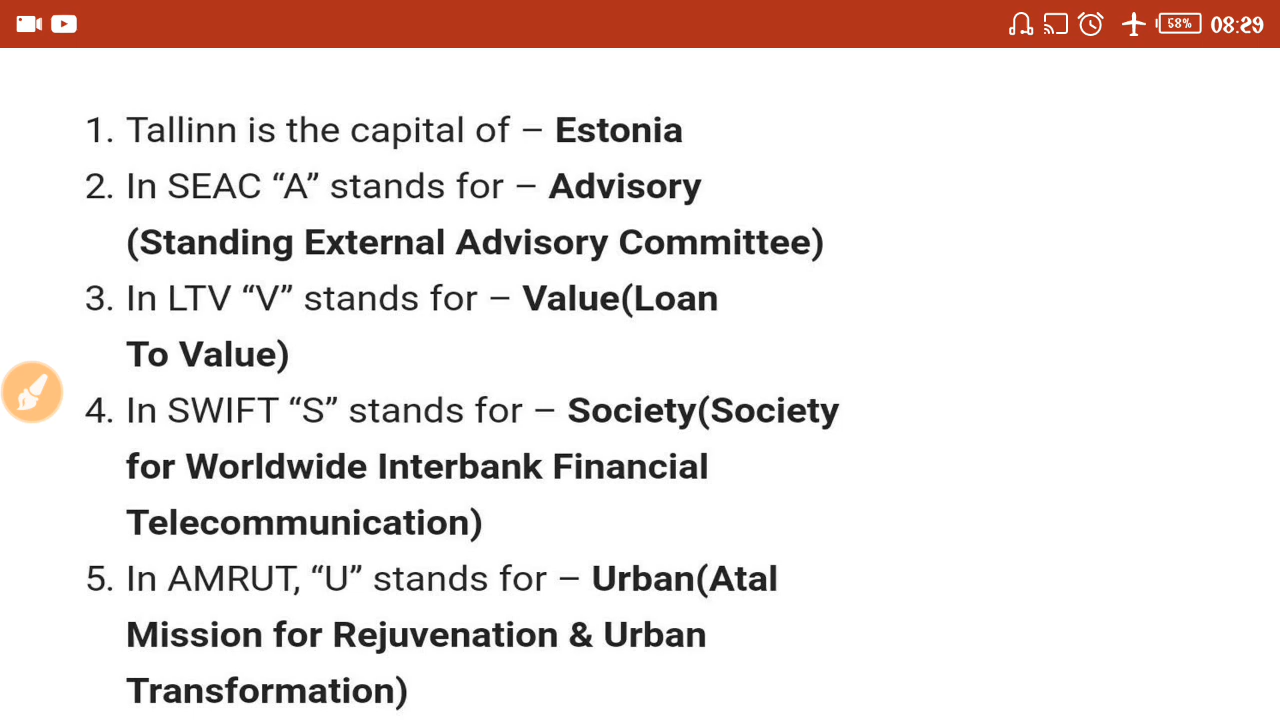 58% 08:29
1. Tallinn is the capital of – Estonia
2. In SEAC “A” stands for – Advisory
(Standing External Advisory Committee)
3. In LTV “V” stands for – Value(Loan
To Value)
4. In SWIFT “S” stands for – Society(Society
for Worldwide Interbank Financial
Telecommunication)
5. In AMRUT, “U” stands for – Urban(Atal
Mission for Rejuvenation & Urban
Transformation)